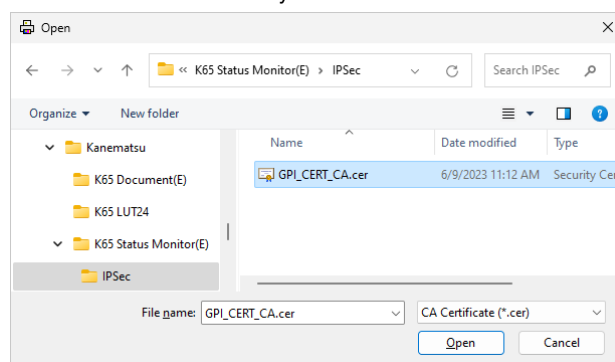 Open
« K65 Status Monitor(E) > IPSec
Search IPSec
Organize
New folder
Name
Date modified
Type
Kanematsu
K65 Document(E)
K65 LUT24
K65 Status Monitor(E)
IPSec
GPI_CERT_CA.cer
6/9/2023 11:12 AM
Security Cer
File name:
GPI_CERT_CA.cer
CA Certificate (*.cer)
Open
Cancel